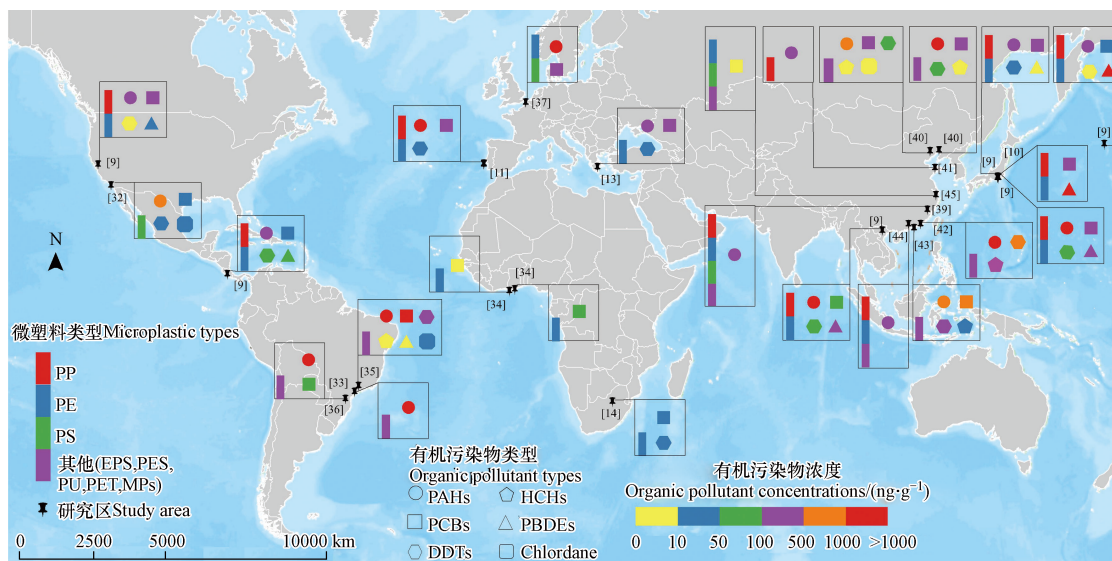 [37]
[40]
[40]
[9]
[10]
[9]
[9]
[11]
[13]
[41]
[9]
[9]
[32]
[45]
[39]
[9]
[44]
[42]
[43]
N
[9]
[34]
[34]
微塑料类型Microplastic types
PP
PE
PS
其他(EPS,PES,
PU,PET,MPs)
研究区Study area
[33]
[35]
[36]
[14]
有机污染物类型
Organic pollutant types
PAHs
HCHs
PCBs
PBDEs
DDTs
Chlordane
有机污染物浓度
Organic pollutant concentrations/(ng·g⁻¹)
0 10 50 100 500 1000 >1000
0 2500 5000 10000 km